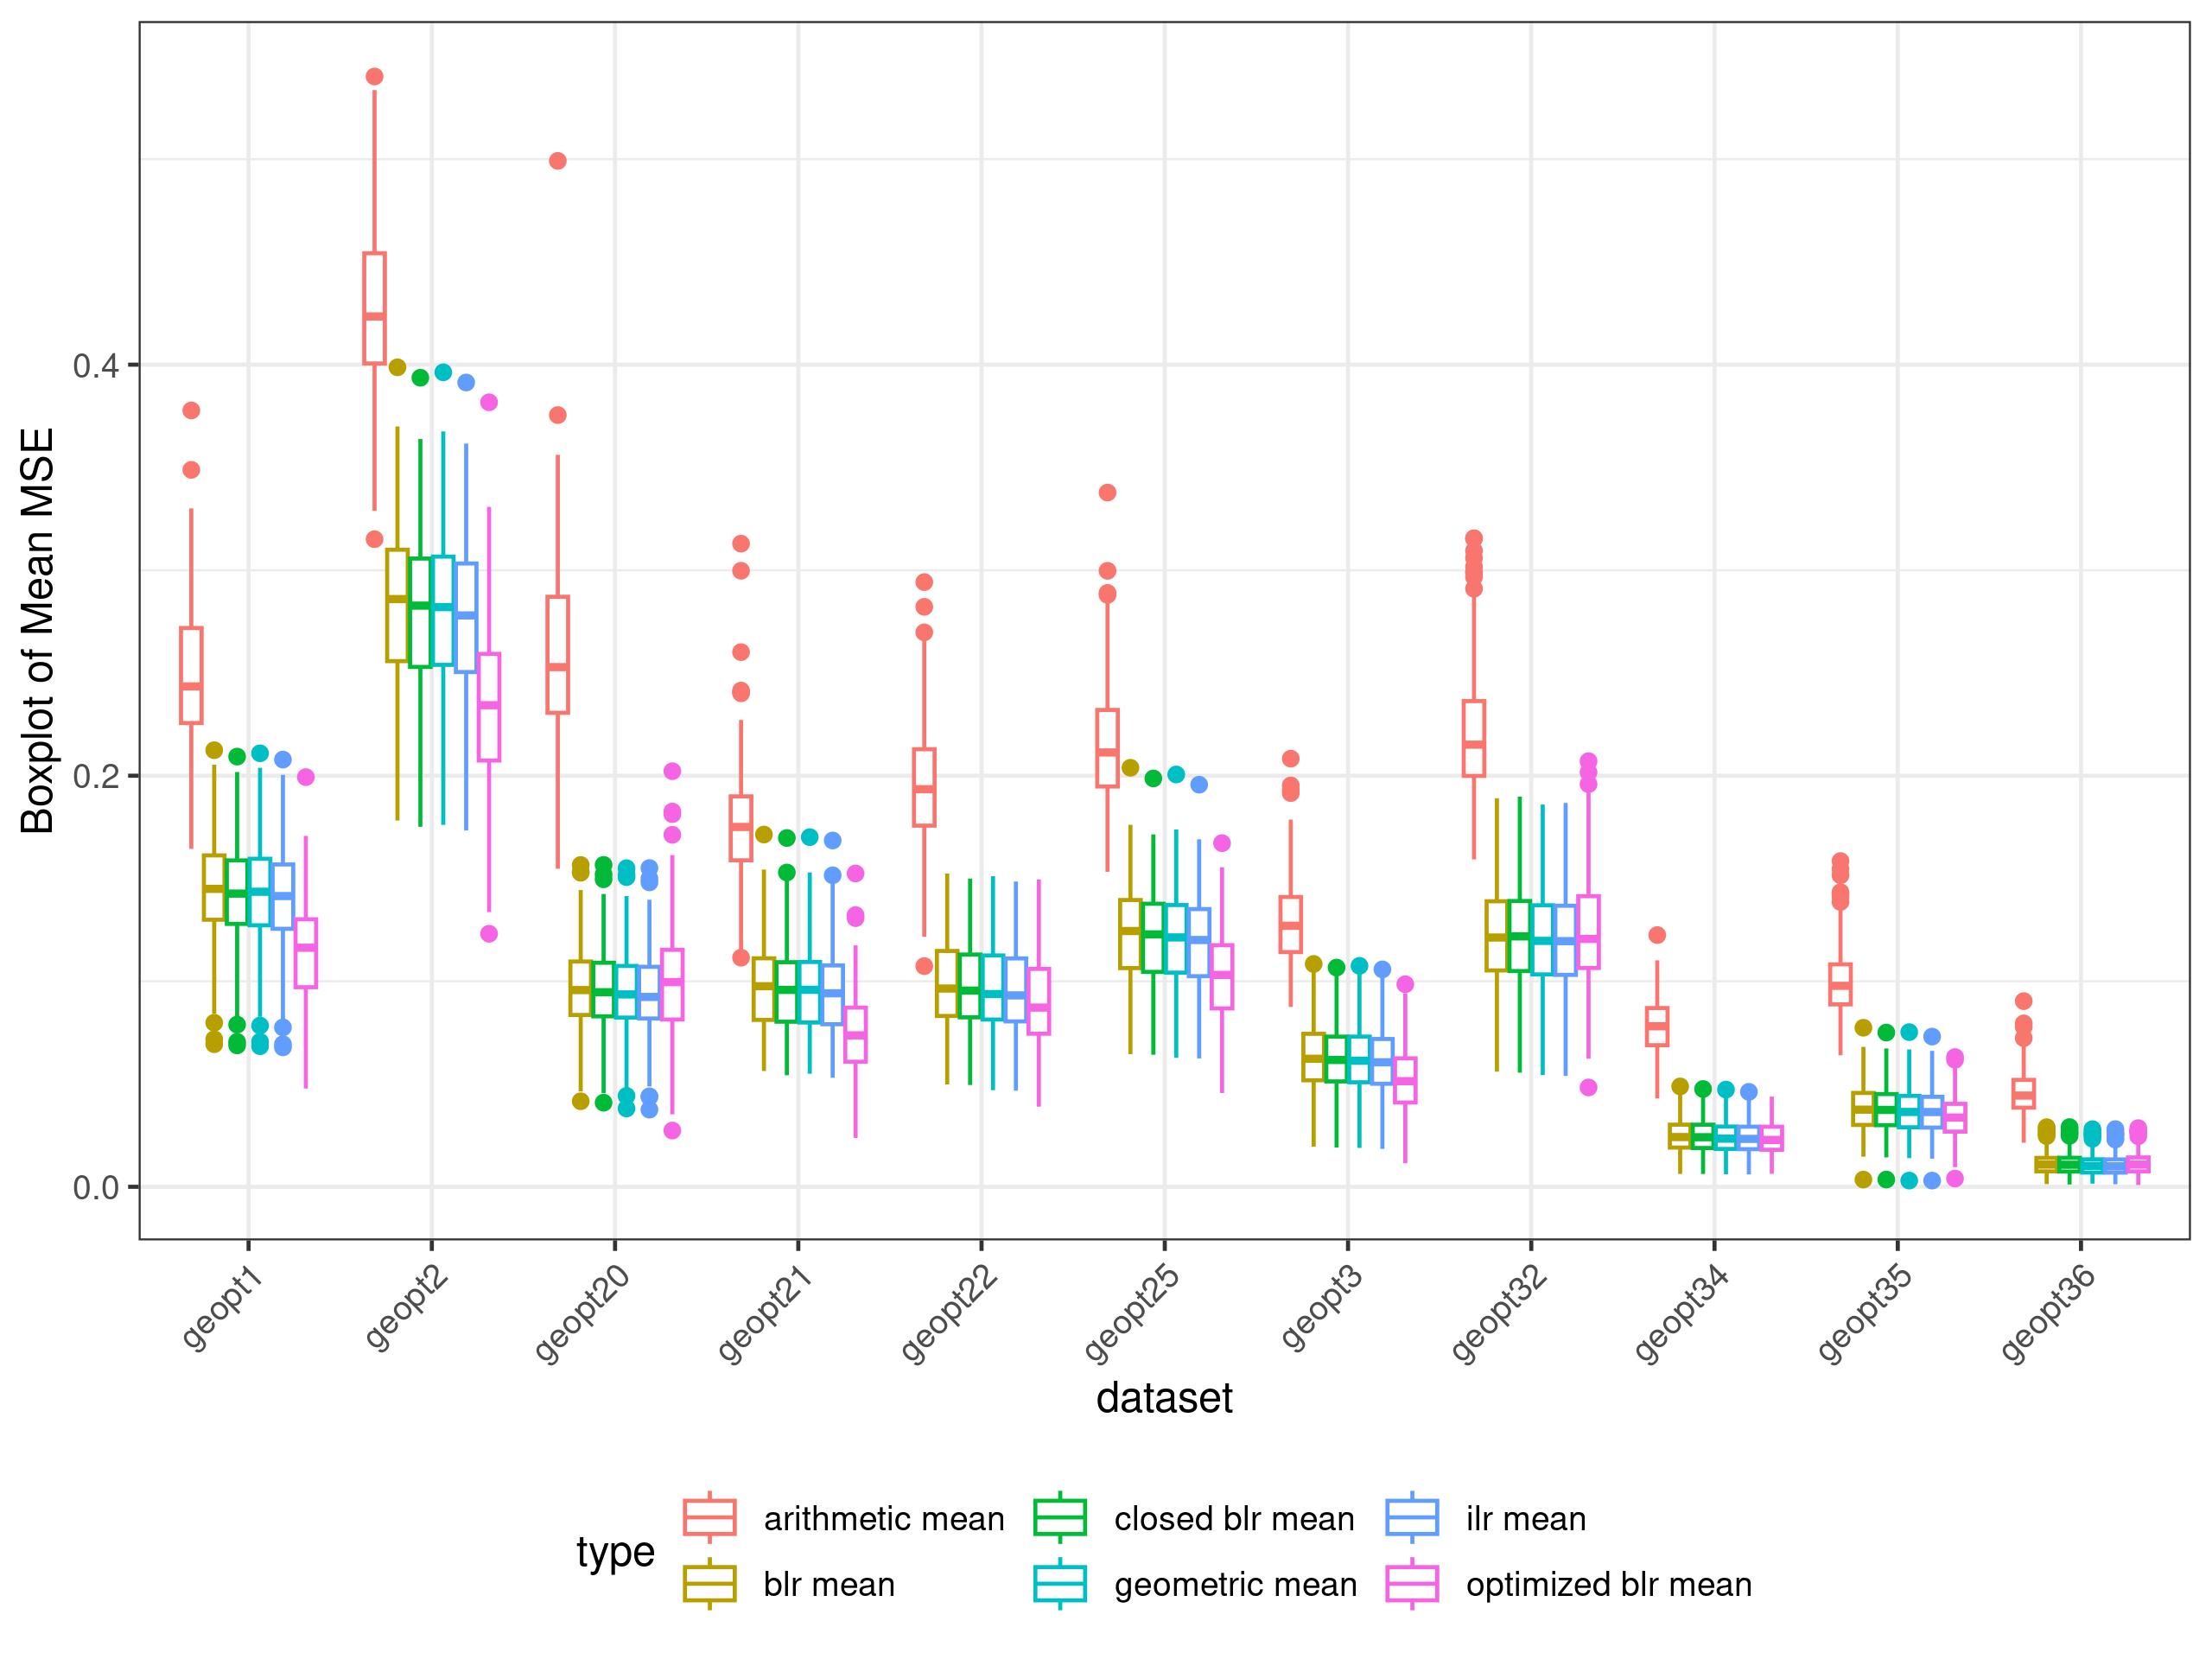 Boxplot of Mean MSE
0.4
0.2
0.0
geopt1
geopt2
geopt20
geopt21
geopt22
geopt25
geopt3
geopt32
geopt34
geopt35
geopt36
dataset
type
arithmetic mean
closed blr mean
ilr mean
blr mean
geometric mean
optimized blr mean